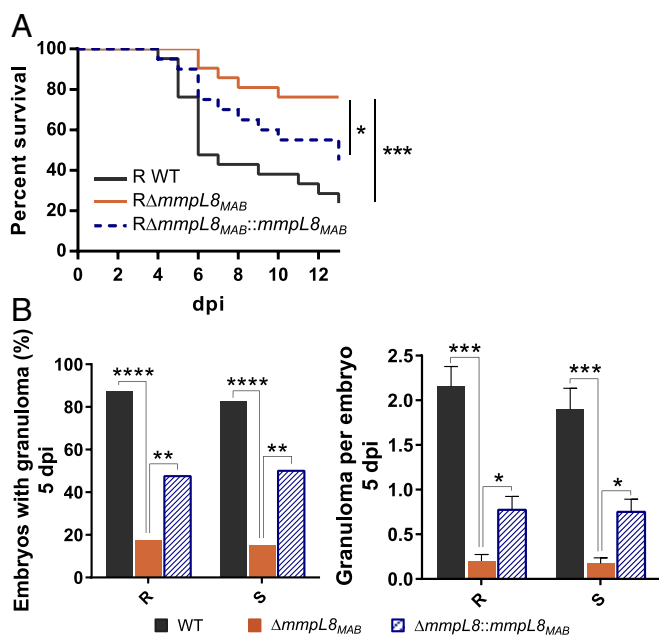 A
Percent survival
100
80
60
40
20
0
R WT
RΔmmpL8MAB
RΔmmpL8MAB::mmpL8MAB
0 2 4 6 8 10 12
dpi
*
***
B
Embryos with granuloma (%)
5 dpi
100
80
60
40
20
0
****
**
****
**
R S
Granuloma per embryo
5 dpi
2.5
2.0
1.5
1.0
0.5
0.0
***
*
***
*
R S
WT ΔmmpL8MAB ΔmmpL8::mmpL8MAB